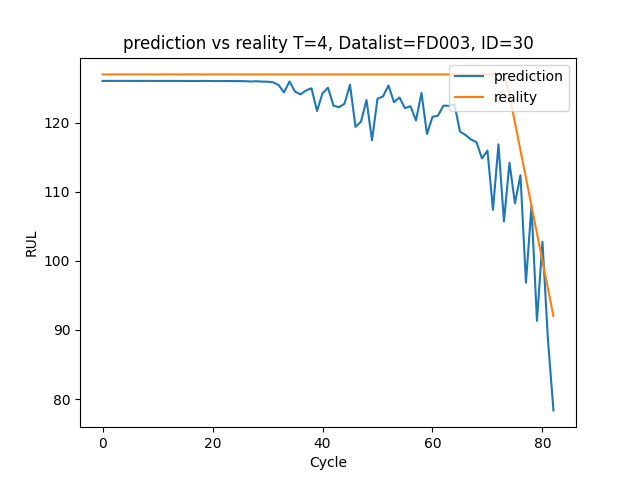 prediction vs reality T=4, Datalist=FD003, ID=30
prediction
reality
120
110
100
90
80
RUL
0 20 40 60 80
Cycle